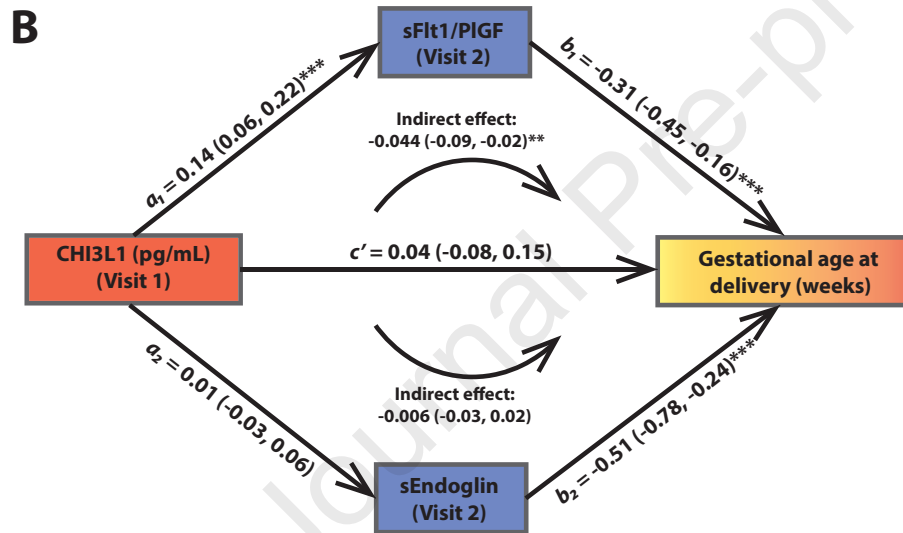 B
sFlt1/PlGF
(Visit 2)
a₁ = 0.14 (0.06, 0.22)***
b₁ = -0.31 (-0.45, -0.16)***
Indirect effect:
-0.044 (-0.09, -0.02)**
CHI3L1 (pg/mL)
(Visit 1)
c′ = 0.04 (-0.08, 0.15)
Gestational age at
delivery (weeks)
a₂ = 0.01 (-0.03, 0.06)
Indirect effect:
-0.006 (-0.03, 0.02)
b₂ = -0.51 (-0.78, -0.24)***
sEndoglin
(Visit 2)
Journal Pre-pr